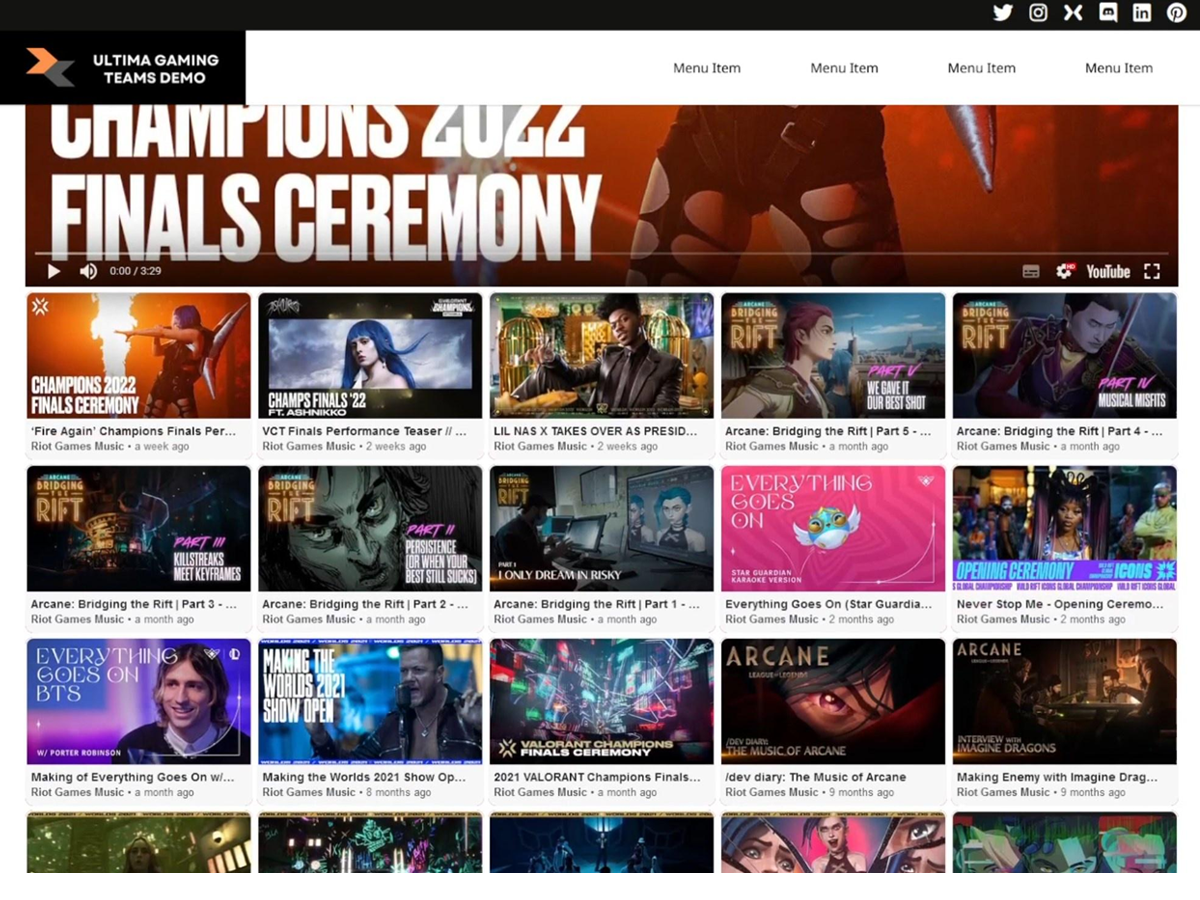 ULTIMA GAMING
TEAMS DEMO
Menu Item
Menu Item
Menu Item
Menu Item
CHAMPIONS 2022
FINALS CEREMONY
0:00 / 3:29
HD
YouTube
CHAMPIONS 2022
FINALS CEREMONY
'Fire Again' Champions Finals Per...
Riot Games Music • a week ago
CHAMPIONS
CHAMPS FINALS '22
FT. ASHNIKKO
VCT Finals Performance Teaser // ...
Riot Games Music • 2 weeks ago
LIL NAS X TAKES OVER AS PRESID...
Riot Games Music • 2 weeks ago
ARCANE
BRIDGING
THE
RIFT
PART V
WE GAVE IT
OUR BEST SHOT
Arcane: Bridging the Rift | Part 5 - ...
Riot Games Music • a month ago
ARCANE
BRIDGING
THE
RIFT
PART IV
MUSICAL MISFITS
Arcane: Bridging the Rift | Part 4 - ...
Riot Games Music • a month ago
ARCANE
BRIDGING
THE
RIFT
PART III
KILLSTREAKS
MEET KEYFRAMES
Arcane: Bridging the Rift | Part 3 - ...
Riot Games Music • a month ago
ARCANE
BRIDGING
THE
RIFT
PART II
PERSISTENCE
(OR WHEN YOUR
BEST STILL SUCKS)
Arcane: Bridging the Rift | Part 2 - ...
Riot Games Music • a month ago
ARCANE
BRIDGING
THE
RIFT
PART 1
I ONLY DREAM IN RISKY
Arcane: Bridging the Rift | Part 1 - ...
Riot Games Music • a month ago
EVERYTHING
GOES
ON
STAR GUARDIAN
KARAOKE VERSION
Everything Goes On (Star Guardia...
Riot Games Music • 2 months ago
OPENING CEREMONY
ICONS
GLOBAL CHAMPIONSHIP WILD RIFT ICONS GLOBAL CHAMPIONSHIP WILD RIFT ICONS GLOBAL
Never Stop Me - Opening Ceremo...
Riot Games Music • 2 months ago
EVERYTHING
GOES ON
BTS
W/ PORTER ROBINSON
Making of Everything Goes On w/...
Riot Games Music • a month ago
MAKING THE
WORLDS 2021
SHOW OPEN
Making the Worlds 2021 Show Op...
Riot Games Music • 8 months ago
VALORANT CHAMPIONS
FINALS CEREMONY
2021 VALORANT Champions Finals...
Riot Games Music • a month ago
ARCANE
LEAGUE OF LEGENDS
/DEV DIARY:
THE MUSIC OF ARCANE
/dev diary: The Music of Arcane
Riot Games Music • 9 months ago
ARCANE
LEAGUE OF LEGENDS
INTERVIEW WITH
IMAGINE DRAGONS
Making Enemy with Imagine Drag...
Riot Games Music • 9 months ago